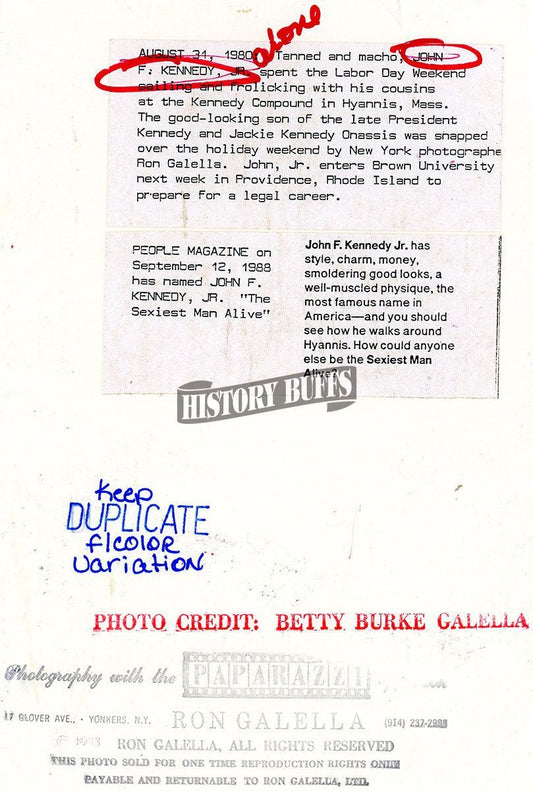 alone
AUGUST 31, 1980. Tanned and macho, JOHN
F. KENNEDY, JR. spent the Labor Day Weekend
sailing and frolicking with his cousins
at the Kennedy Compound in Hyannis, Mass.
The good-looking son of the late President
Kennedy and Jackie Kennedy Onassis was snapped
over the holiday weekend by New York photographe
Ron Galella. John, Jr. enters Brown University
next week in Providence, Rhode Island to
prepare for a legal career.
PEOPLE MAGAZINE on
September 12, 1988
has named JOHN F.
KENNEDY, JR. "The
Sexiest Man Alive"
John F. Kennedy Jr. has
style, charm, money,
smoldering good looks, a
well-muscled physique, the
most famous name in
America—and you should
see how he walks around
Hyannis. How could anyone
else be the Sexiest Man
Alive?
HISTORY BUFFS
Keep
DUPLICATE
f/color
variation
PHOTO CREDIT: BETTY BURKE GALELLA
Photography with the PAPARAZZI
17 GLOVER AVE., · YONKERS, N.Y. RON GALELLA (914) 237-2988
© 1983 RON GALELLA, ALL RIGHTS RESERVED
THIS PHOTO SOLD FOR ONE TIME REPRODUCTION RIGHTS ONLY
PAYABLE AND RETURNABLE TO RON GALELLA, LTD.